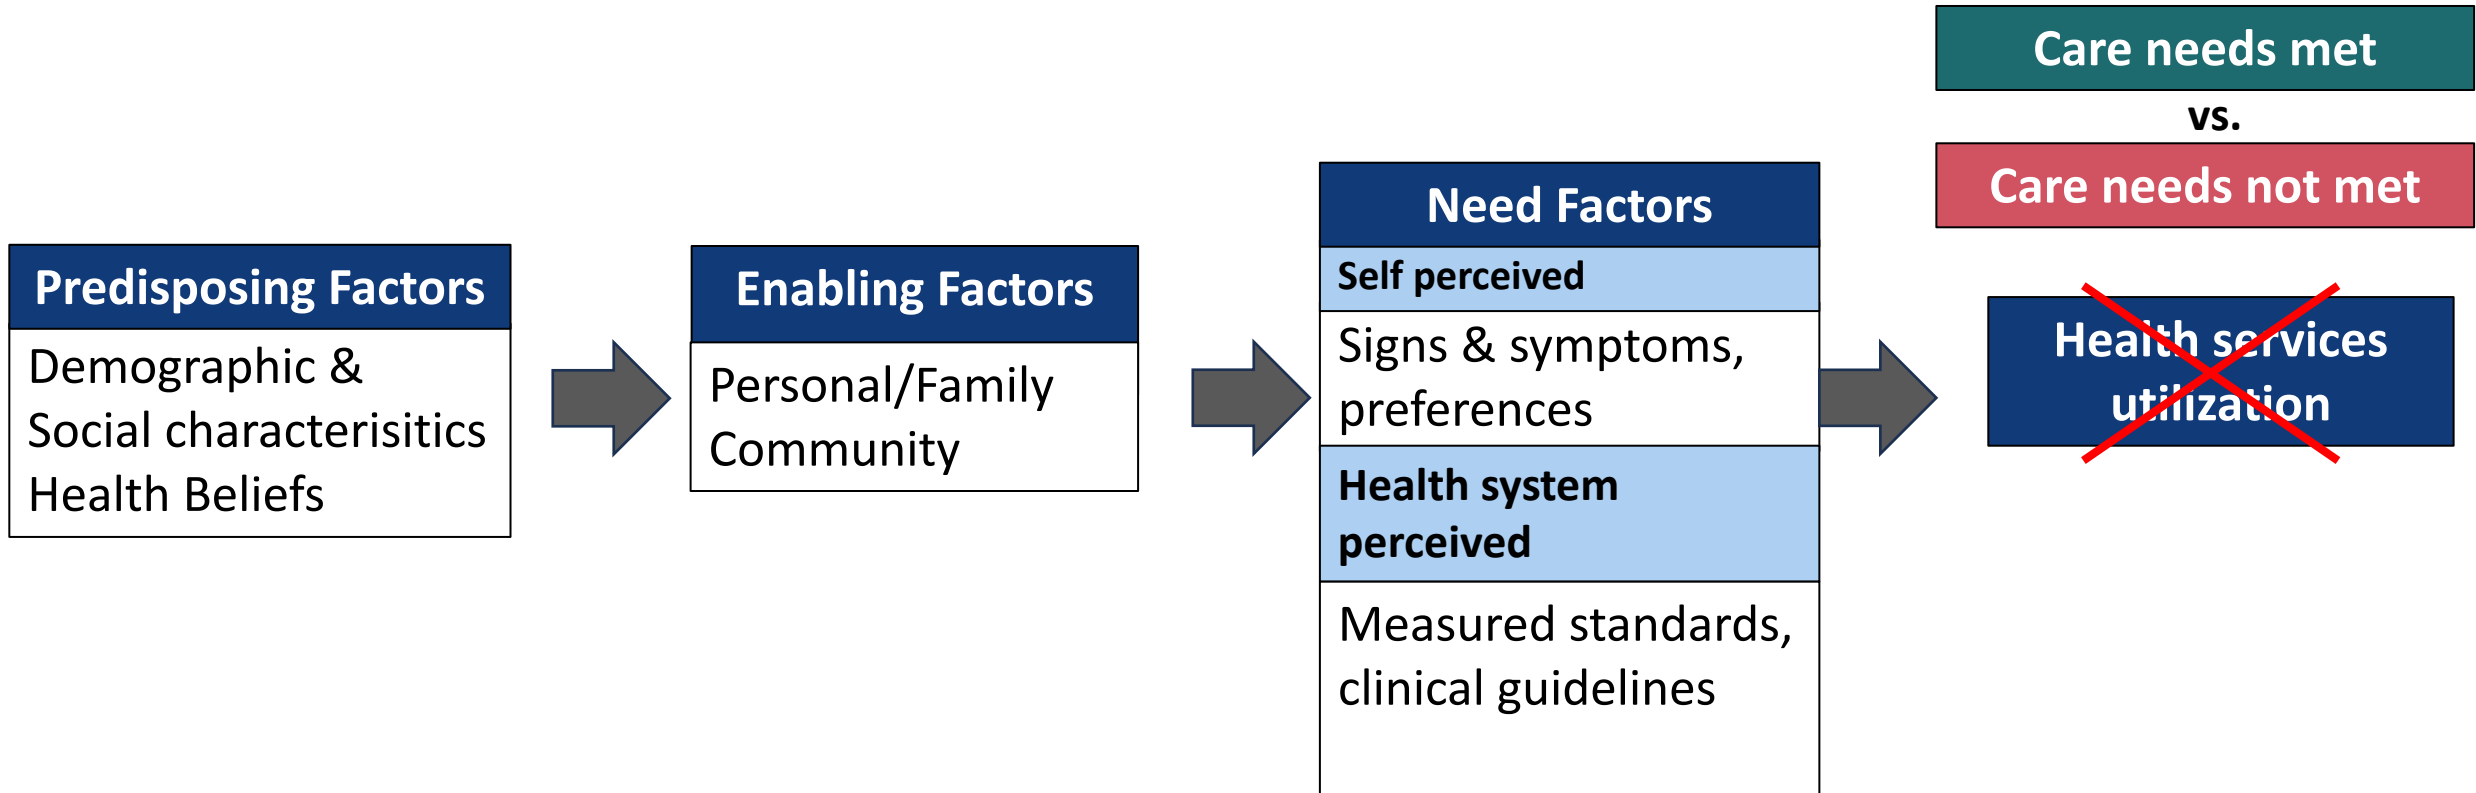 Predisposing Factors
Demographic &
Social characterisitics
Health Beliefs
Enabling Factors
Personal/Family
Community
Need Factors
Self perceived
Signs & symptoms,
preferences
Health system
perceived
Measured standards,
clinical guidelines
Care needs met
vs.
Care needs not met
Health services
utilization